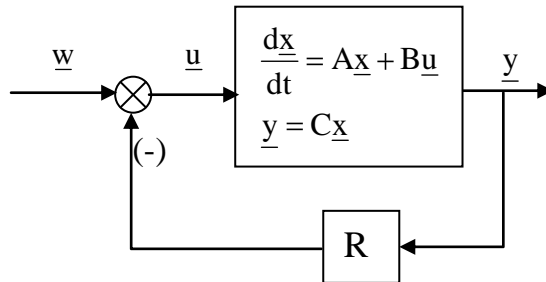 w
u
dx/dt = Ax + Bu
y = Cx
y
(-)
R